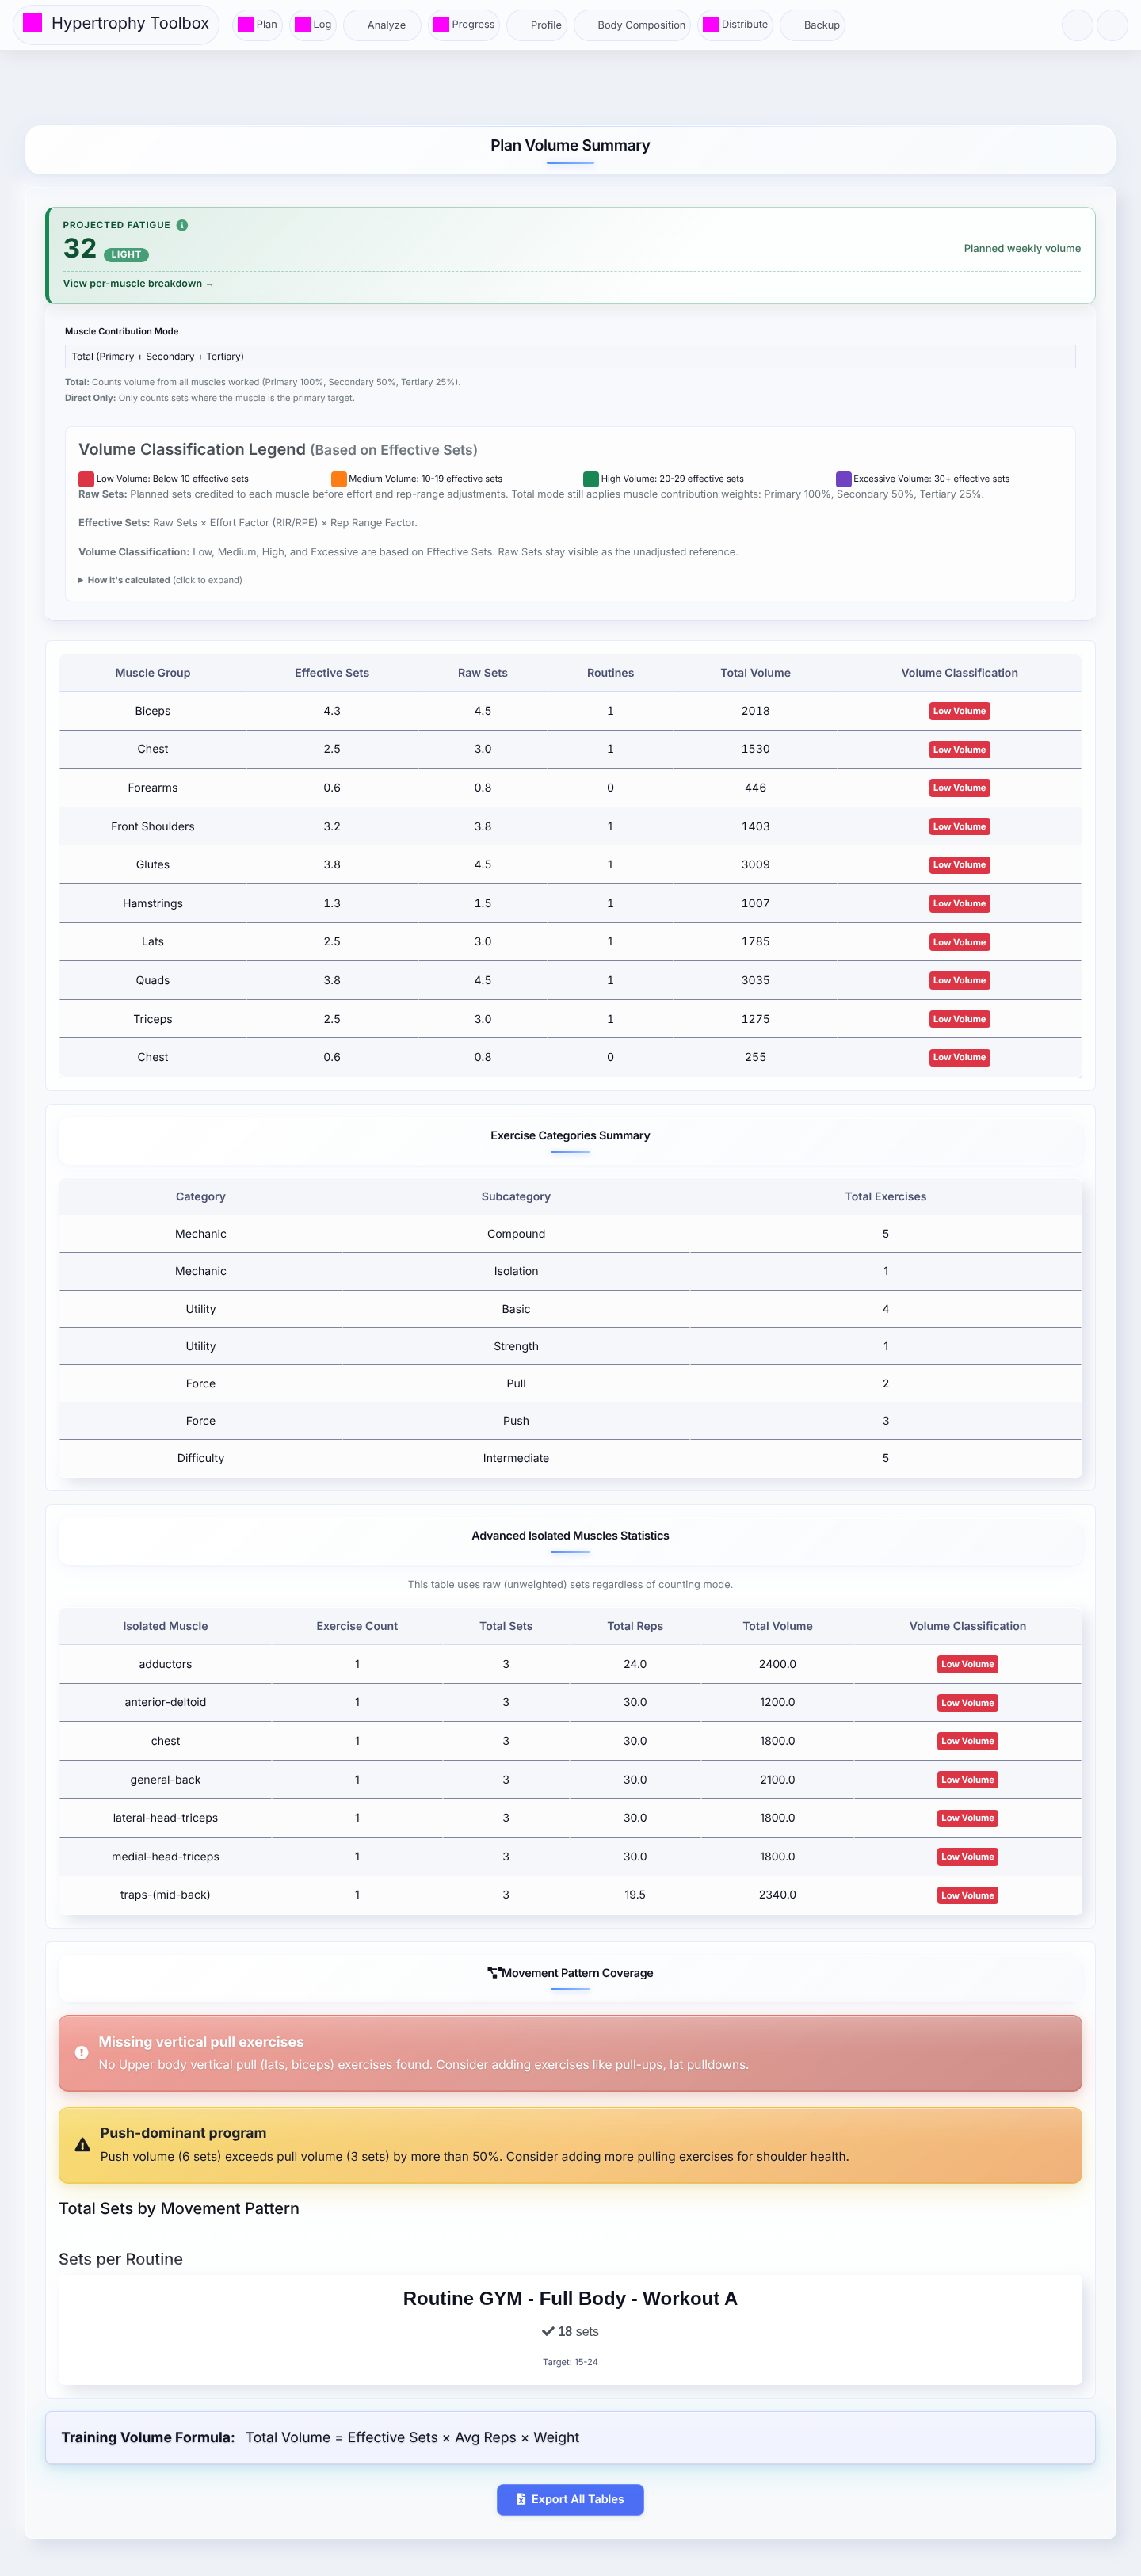 Hypertrophy Toolbox
Plan
Log
Analyze
Progress
Profile
Body Composition
Distribute
Backup
Plan Volume Summary
PROJECTED FATIGUE
32 LIGHT
Planned weekly volume
View per-muscle breakdown →
Muscle Contribution Mode
Total (Primary + Secondary + Tertiary)
Total: Counts volume from all muscles worked (Primary 100%, Secondary 50%, Tertiary 25%).
Direct Only: Only counts sets where the muscle is the primary target.
Volume Classification Legend (Based on Effective Sets)
Low Volume: Below 10 effective sets
Medium Volume: 10-19 effective sets
High Volume: 20-29 effective sets
Excessive Volume: 30+ effective sets
Raw Sets: Planned sets credited to each muscle before effort and rep-range adjustments. Total mode still applies muscle contribution weights: Primary 100%, Secondary 50%, Tertiary 25%.
Effective Sets: Raw Sets × Effort Factor (RIR/RPE) × Rep Range Factor.
Volume Classification: Low, Medium, High, and Excessive are based on Effective Sets. Raw Sets stay visible as the unadjusted reference.
▶ How it's calculated (click to expand)
Muscle Group Effective Sets Raw Sets Routines Total Volume Volume Classification
Biceps 4.3 4.5 1 2018 Low Volume
Chest 2.5 3.0 1 1530 Low Volume
Forearms 0.6 0.8 0 446 Low Volume
Front Shoulders 3.2 3.8 1 1403 Low Volume
Glutes 3.8 4.5 1 3009 Low Volume
Hamstrings 1.3 1.5 1 1007 Low Volume
Lats 2.5 3.0 1 1785 Low Volume
Quads 3.8 4.5 1 3035 Low Volume
Triceps 2.5 3.0 1 1275 Low Volume
Chest 0.6 0.8 0 255 Low Volume
Exercise Categories Summary
Category Subcategory Total Exercises
Mechanic Compound 5
Mechanic Isolation 1
Utility Basic 4
Utility Strength 1
Force Pull 2
Force Push 3
Difficulty Intermediate 5
Advanced Isolated Muscles Statistics
This table uses raw (unweighted) sets regardless of counting mode.
Isolated Muscle Exercise Count Total Sets Total Reps Total Volume Volume Classification
adductors 1 3 24.0 2400.0 Low Volume
anterior-deltoid 1 3 30.0 1200.0 Low Volume
chest 1 3 30.0 1800.0 Low Volume
general-back 1 3 30.0 2100.0 Low Volume
lateral-head-triceps 1 3 30.0 1800.0 Low Volume
medial-head-triceps 1 3 30.0 1800.0 Low Volume
traps-(mid-back) 1 3 19.5 2340.0 Low Volume
Movement Pattern Coverage
Missing vertical pull exercises
No Upper body vertical pull (lats, biceps) exercises found. Consider adding exercises like pull-ups, lat pulldowns.
Push-dominant program
Push volume (6 sets) exceeds pull volume (3 sets) by more than 50%. Consider adding more pulling exercises for shoulder health.
Total Sets by Movement Pattern
Sets per Routine
Routine GYM - Full Body - Workout A
18 sets
Target: 15-24
Training Volume Formula: Total Volume = Effective Sets × Avg Reps × Weight
Export All Tables